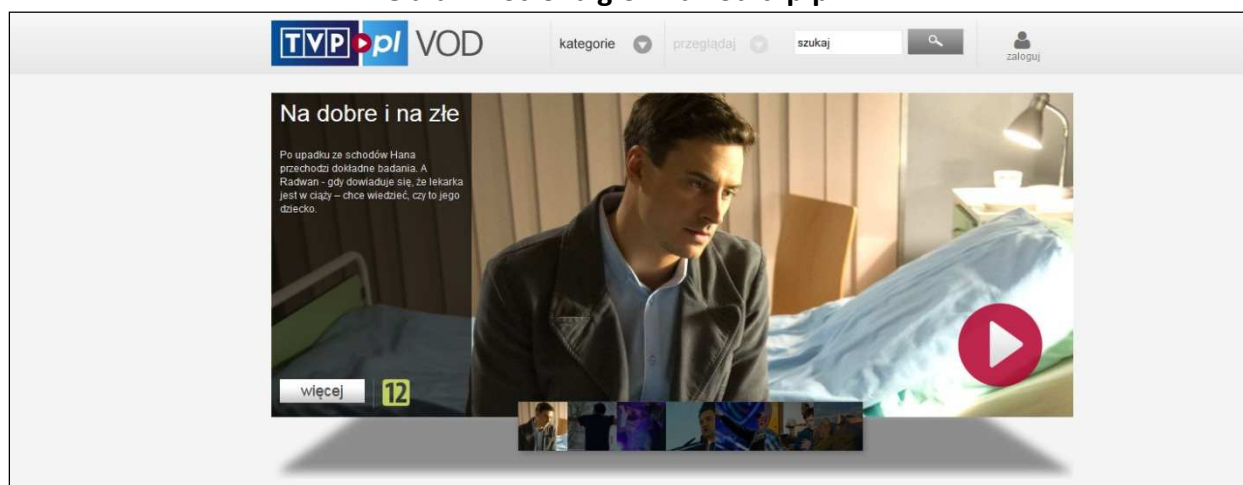 TVP pl VOD
kategorie
przeglądaj
szukaj
zaloguj
Na dobre i na złe
Po upadku ze schodów Hana
przechodzi dokładne badania. A
Radwan - gdy dowiaduje się, że lekarka
jest w ciąży – chce wiedzieć, czy to jego
dziecko.
więcej
12